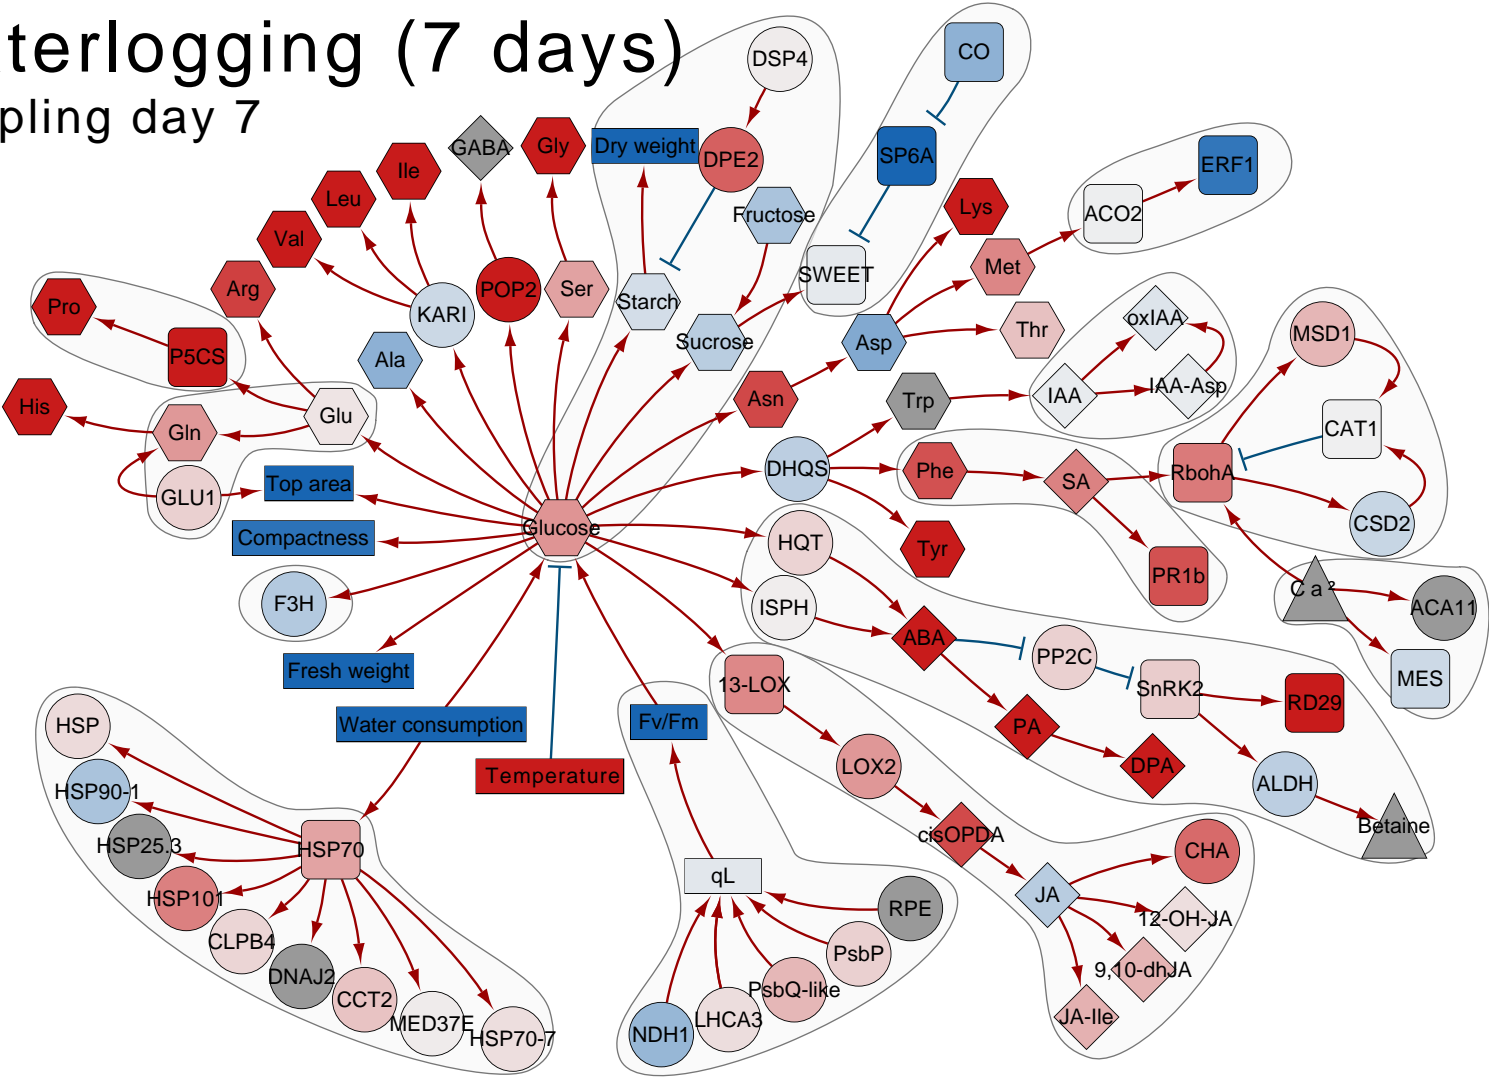 terlogging (7 days)
pling day 7
DSP4
CO
GABA
Gly
Dry weight
DPE2
SP6A
ERF1
Ile
Leu
Fructose
Lys
ACO2
Val
Met
SWEET
Arg
POP2
Ser
Starch
Pro
KARI
oxIAA
Thr
MSD1
P5CS
Ala
Sucrose
Asp
IAA
IAA-Asp
His
Glu
Asn
Trp
Gln
CAT1
DHQS
Phe
SA
RbohA
Top area
GLU1
Glucose
CSD2
Compactness
HQT
Tyr
PR1b
Ca²
ACA11
F3H
ISPH
ABA
PP2C
Fresh weight
13-LOX
SnRK2
RD29
MES
HSP
Water consumption
Fv/Fm
PA
Temperature
LOX2
DPA
ALDH
HSP90-1
Betaine
HSP25.3
HSP70
cisOPDA
CHA
qL
JA
HSP101
RPE
12-OH-JA
CLPB4
PsbP
DNAJ2
9,10-dhJA
CCT2
PsbQ-like
MED37E
LHCA3
JA-Ile
HSP70-7
NDH1